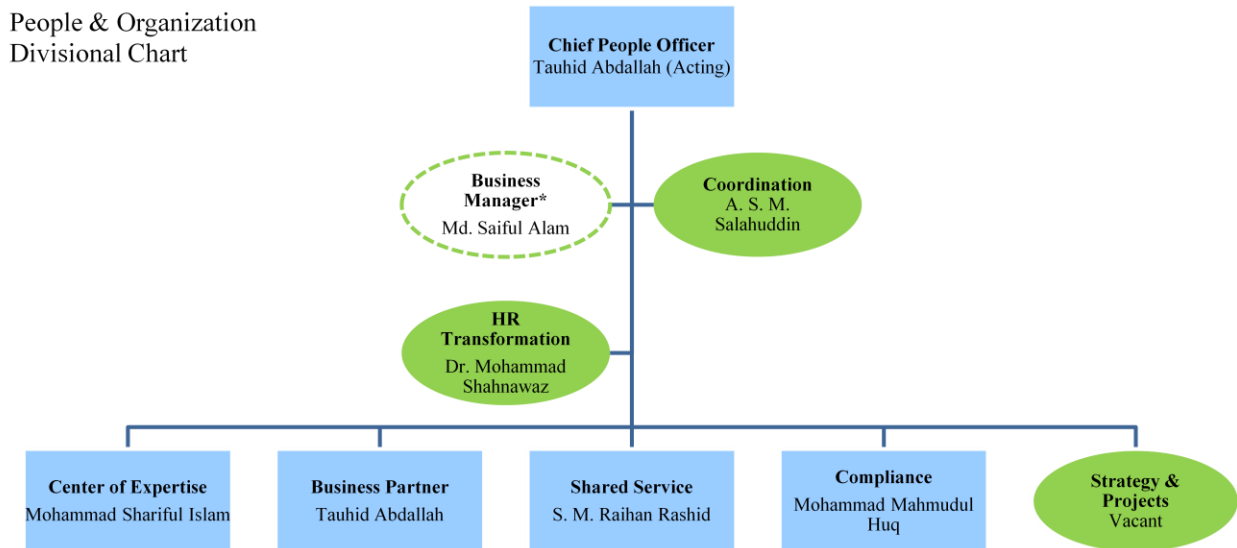 People & Organization
Divisional Chart
Chief People Officer
Tauhid Abdallah (Acting)
Business
Manager*
Md. Saiful Alam
Coordination
A. S. M.
Salahuddin
HR
Transformation
Dr. Mohammad
Shahnawaz
Center of Expertise
Mohammad Shariful Islam
Business Partner
Tauhid Abdallah
Shared Service
S. M. Raihan Rashid
Compliance
Mohammad Mahmudul
Huq
Strategy &
Projects
Vacant